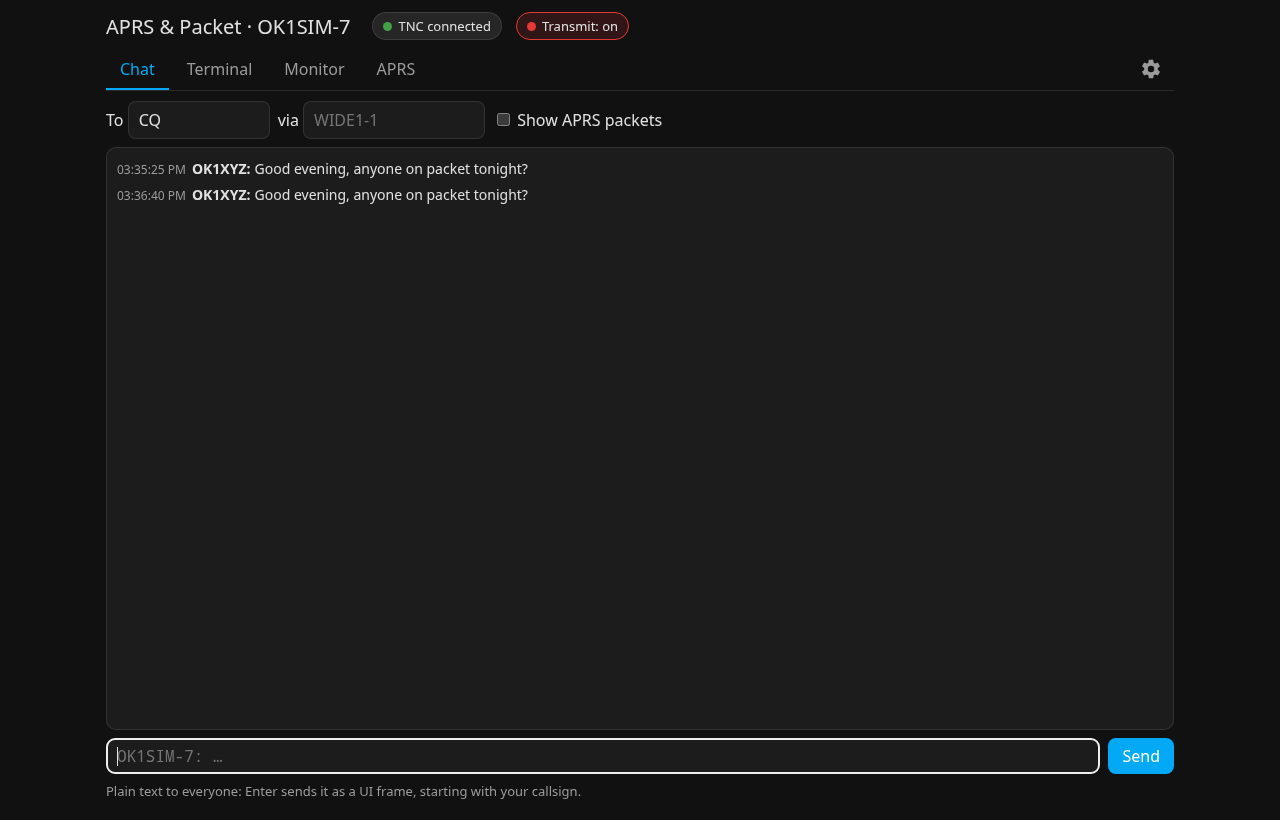 APRS & Packet · OK1SIM-7 TNC connected Transmit: on
Chat Terminal Monitor APRS
To CQ via WIDE1-1 Show APRS packets
03:35:25 PM OK1XYZ: Good evening, anyone on packet tonight?
03:36:40 PM OK1XYZ: Good evening, anyone on packet tonight?
OK1SIM-7: … Send
Plain text to everyone: Enter sends it as a UI frame, starting with your callsign.